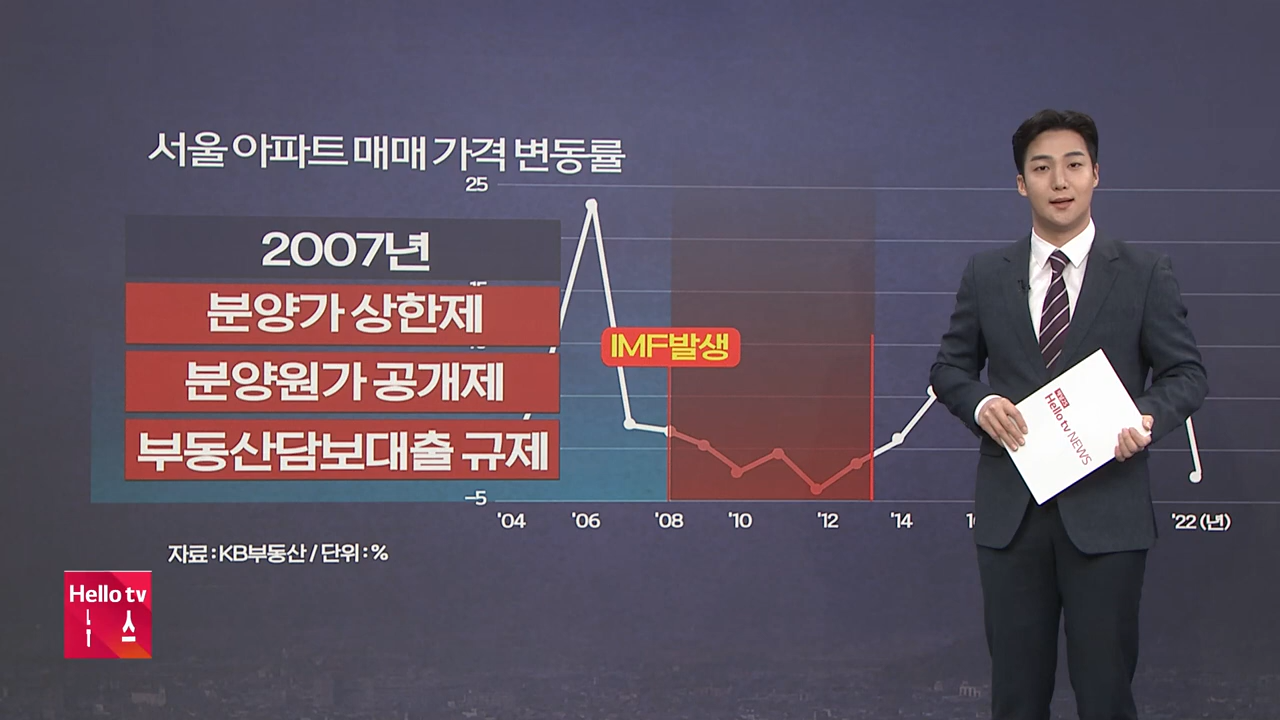 서울 아파트 매매 가격 변동률
25
2007년
분양가 상한제
분양원가 공개제
부동산담보대출 규제
IMF발생
-5
'04
'06
'08
'10
'12
'14
'22 (년)
자료 : KB부동산 / 단위 : %
Hello tv
뉴스
Hello tv NEWS